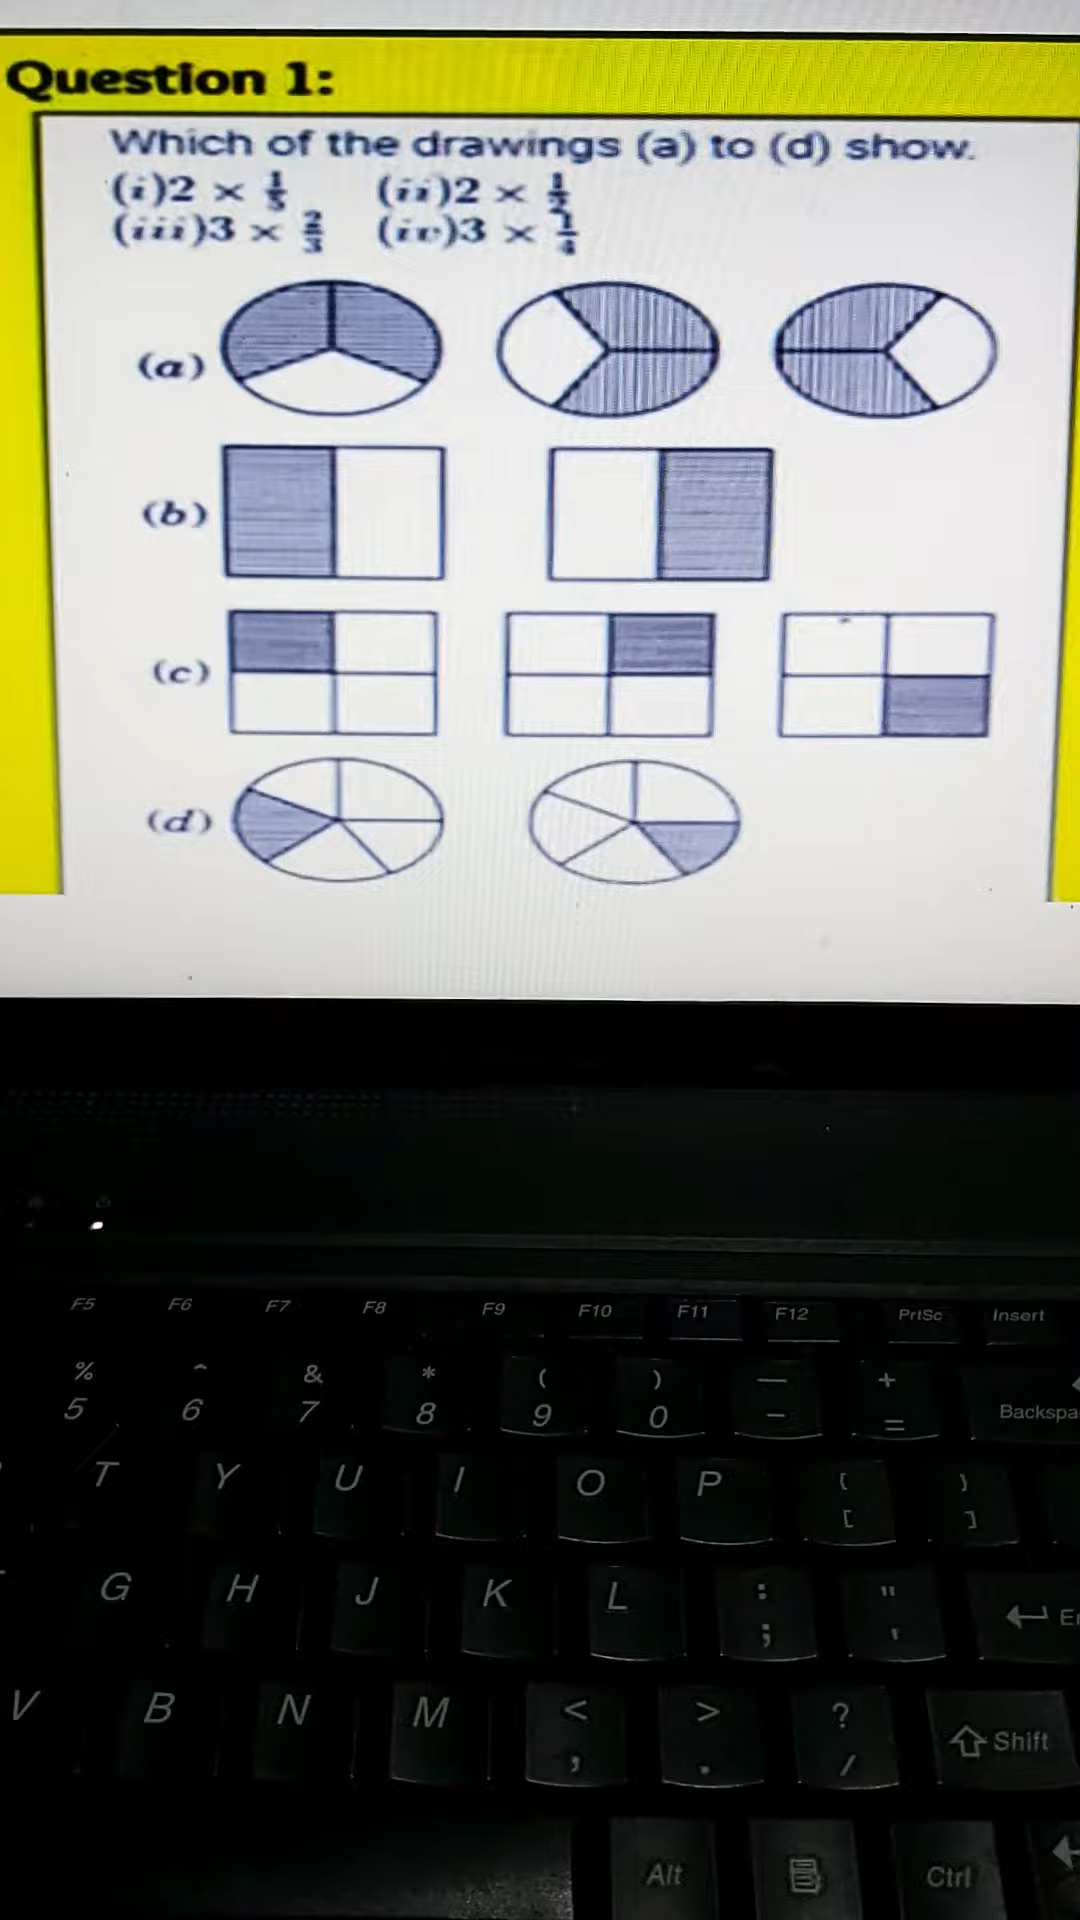 Question 1:
Which of the drawings (a) to (d) show.
(i)2 × 1/5 (ii)2 × 1/2
(iii)3 × 2/3 (iv)3 × 1/4
(a)
(b)
(c)
(d)
F5 F6 F7 F8 F9 F10 F11 F12 PrtSc Insert
% ^ & * ( ) — +
5 6 7 8 9 0 - = Backspa
T Y U I O P { }
[ ]
G H J K L : "
; ' En
V B N M < > ?
, . / Shift
Alt Ctrl